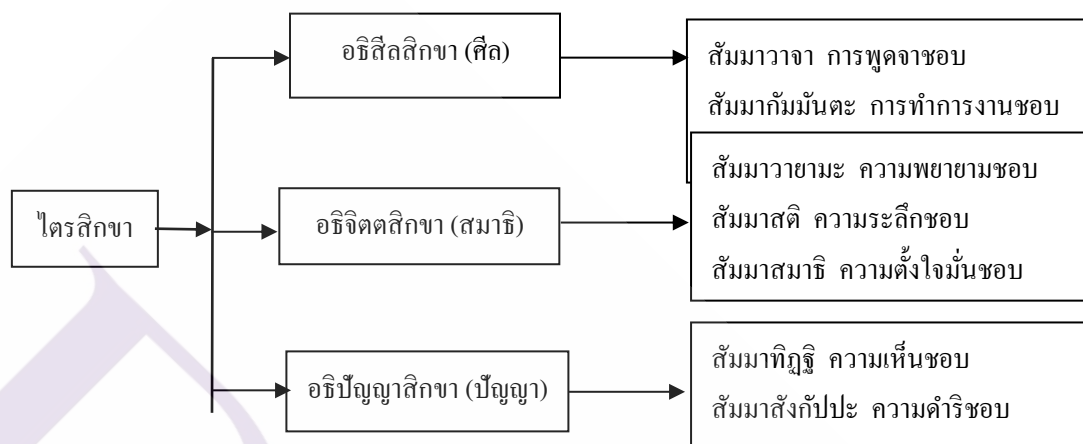 อธิสีลสิกขา (ศีล)
สัมมาวาจา การพูดจาชอบ
สัมมากัมมันตะ การทำการงานชอบ
ไตรสิกขา
อธิจิตตสิกขา (สมาธิ)
สัมมาวายามะ ความพยายามชอบ
สัมมาสติ ความระลึกชอบ
สัมมาสมาธิ ความตั้งใจมั่นชอบ
อธิปัญญาสิกขา (ปัญญา)
สัมมาทิฏฐิ ความเห็นชอบ
สัมมาสังกัปปะ ความดำริชอบ